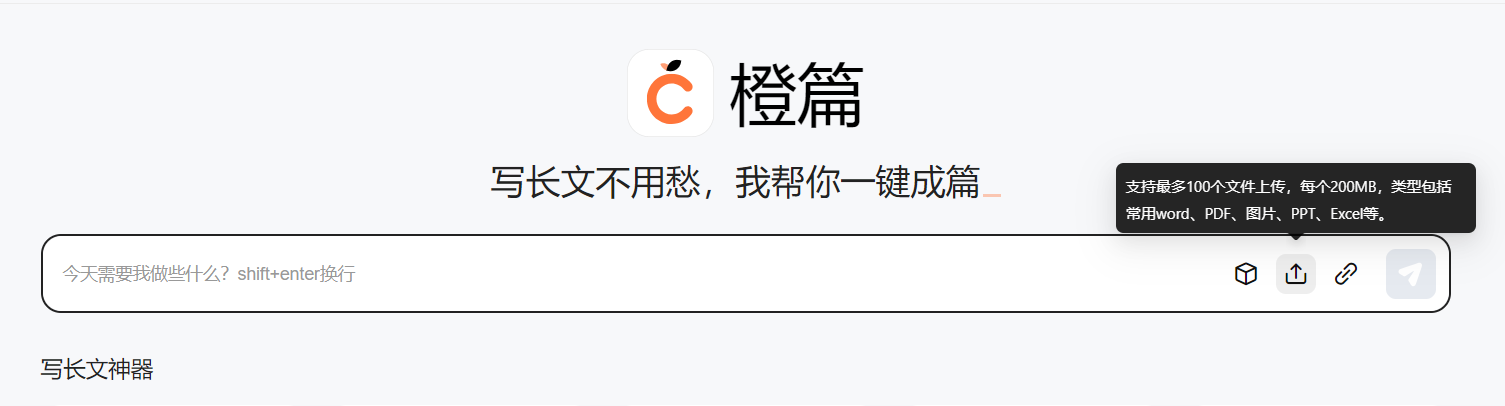 橙篇
写长文不用愁，我帮你一键成篇_
支持最多100个文件上传，每个200MB，类型包括
常用word、PDF、图片、PPT、Excel等。
今天需要我做些什么？shift+enter换行
写长文神器